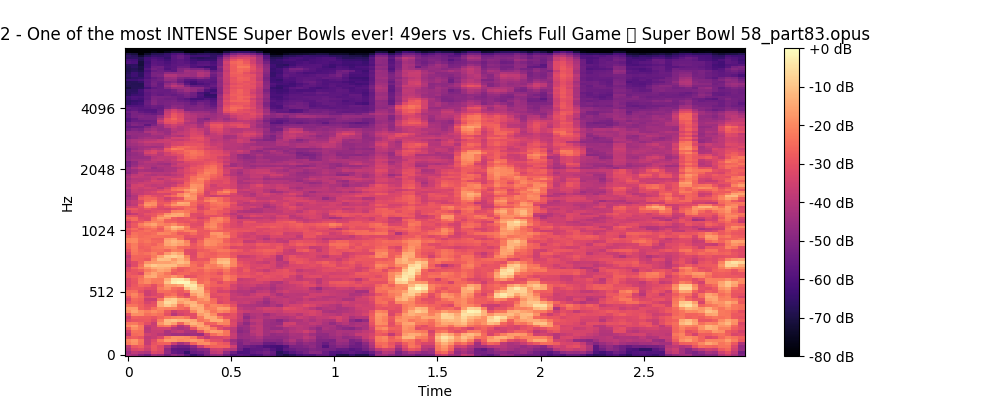 2 - One of the most INTENSE Super Bowls ever! 49ers vs. Chiefs Full Game Super Bowl 58_part83.opus
+0 dB
-10 dB
-20 dB
-30 dB
-40 dB
-50 dB
-60 dB
-70 dB
-80 dB
Hz
4096
2048
1024
512
0
0
0.5
1
1.5
2
2.5
Time